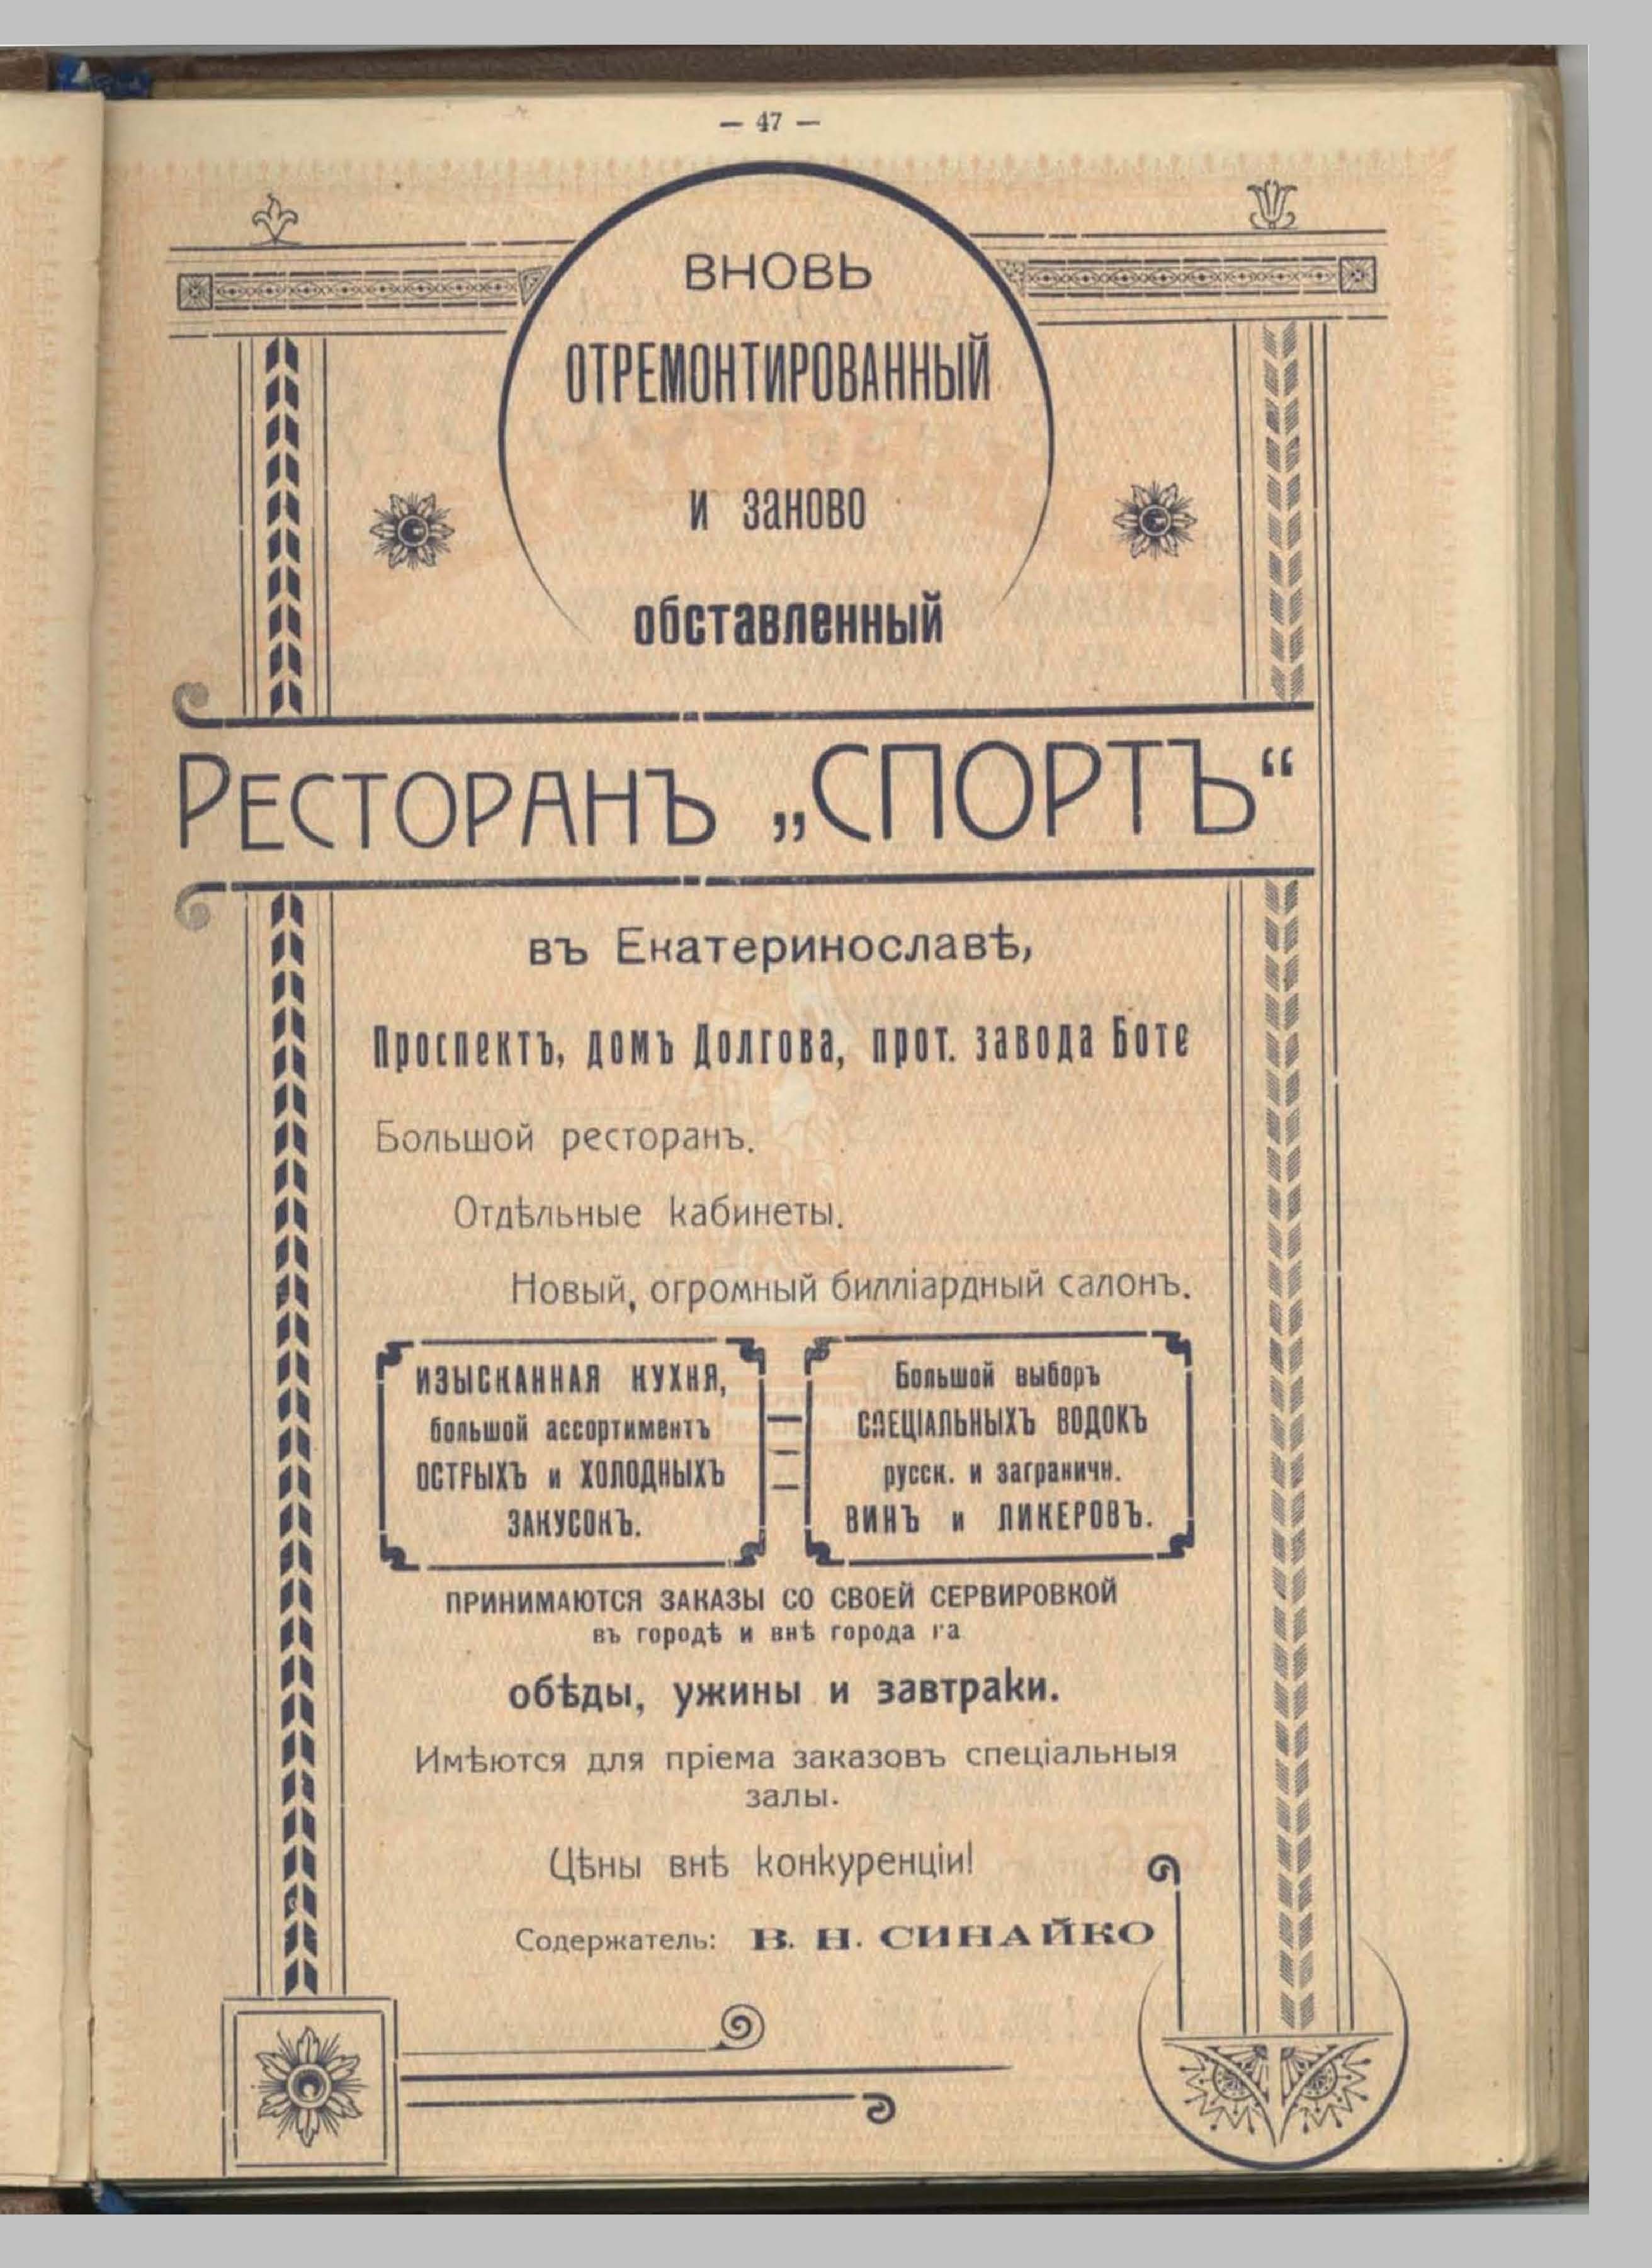 — 47 —
ВНОВЬ
ОТРЕМОНТИРОВАННЫЙ
и заново
обставленный
РЕСТОРАНЪ „СПОРТЪ“
въ Екатеринославѣ,
Проспектъ, домъ Долгова, прот. завода Боте
Большой ресторанъ.
Отдѣльные кабинеты.
Новый, огромный билліардный салонъ.
ИЗЫСКАННАЯ КУХНЯ,
большой ассортиментъ
ОСТРЫХЪ и ХОЛОДНЫХЪ
ЗАКУСОКЪ.
Большой выборъ
СПЕЦІАЛЬНЫХЪ ВОДОКЪ
русск. и заграничн.
ВИНЪ и ЛИКЕРОВЪ.
ПРИНИМАЮТСЯ ЗАКАЗЫ СО СВОЕЙ СЕРВИРОВКОЙ
въ городѣ и внѣ города на
обѣды, ужины и завтраки.
Имѣются для пріема заказовъ спеціальныя
залы.
Цѣны внѣ конкуренціи!
Содержатель: В. Н. СИНАЙКО